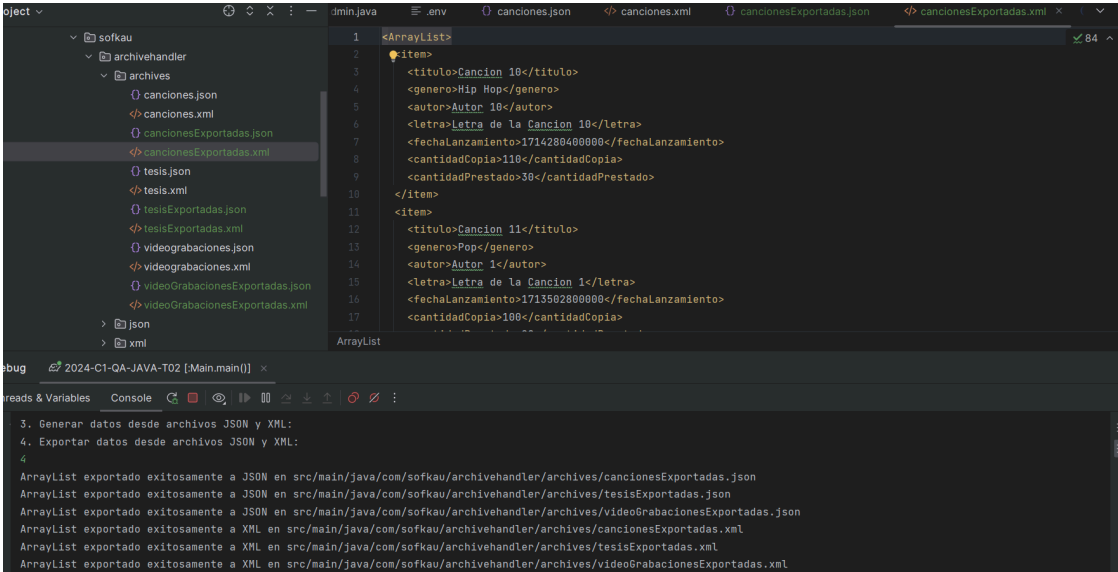 oject
dmin.java
.env
canciones.json
canciones.xml
cancionesExportadas.json
cancionesExportadas.xml
sofkau
archivehandler
archives
canciones.json
canciones.xml
cancionesExportadas.json
cancionesExportadas.xml
tesis.json
tesis.xml
tesisExportadas.json
tesisExportadas.xml
videograbaciones.json
videograbaciones.xml
videoGrabacionesExportadas.json
videoGrabacionesExportadas.xml
json
xml
84
1 <ArrayList>
2 <item>
3 <titulo>Cancion 10</titulo>
4 <genero>Hip Hop</genero>
5 <autor>Autor 10</autor>
6 <letra>Letra de la Cancion 10</letra>
7 <fechaLanzamiento>1714280400000</fechaLanzamiento>
8 <cantidadCopia>110</cantidadCopia>
9 <cantidadPrestado>30</cantidadPrestado>
10 </item>
11 <item>
12 <titulo>Cancion 11</titulo>
13 <genero>Pop</genero>
14 <autor>Autor 1</autor>
15 <letra>Letra de la Cancion 1</letra>
16 <fechaLanzamiento>1713502800000</fechaLanzamiento>
17 <cantidadCopia>100</cantidadCopia>
ArrayList
ebug 2024-C1-QA-JAVA-T02 [:Main.main()]
hreads & Variables Console
3. Generar datos desde archivos JSON y XML:
4. Exportar datos desde archivos JSON y XML:
4
ArrayList exportado exitosamente a JSON en src/main/java/com/sofkau/archivehandler/archives/cancionesExportadas.json
ArrayList exportado exitosamente a JSON en src/main/java/com/sofkau/archivehandler/archives/tesisExportadas.json
ArrayList exportado exitosamente a JSON en src/main/java/com/sofkau/archivehandler/archives/videoGrabacionesExportadas.json
ArrayList exportado exitosamente a XML en src/main/java/com/sofkau/archivehandler/archives/cancionesExportadas.xml
ArrayList exportado exitosamente a XML en src/main/java/com/sofkau/archivehandler/archives/tesisExportadas.xml
ArrayList exportado exitosamente a XML en src/main/java/com/sofkau/archivehandler/archives/videoGrabacionesExportadas.xml